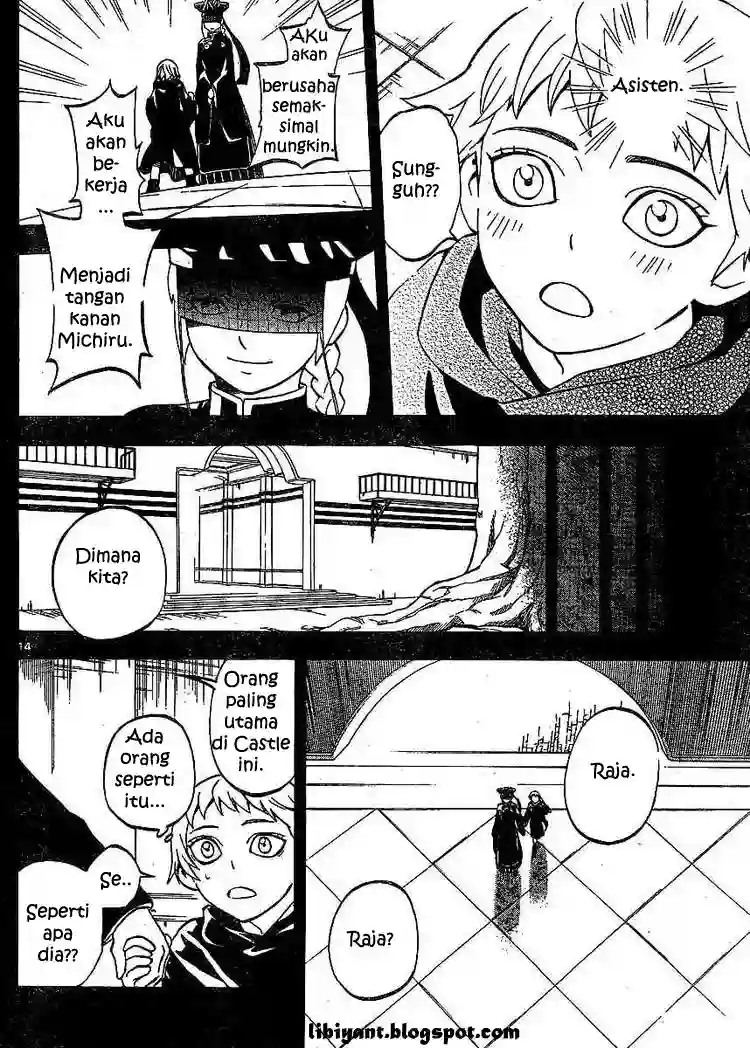 Asisten.
Sung-
guh??
AKu
akan
berusaha
semak-
simal
mungkin.
Aku
akan
be-
kerja
...
Menjadi
tangan
kanan
Michiru.
Dimana
kita?
14
Raja.
Raja?
Orang
paling
utama
di Castle
ini.
Ada
orang
seperti
itu...
Se..
Seperti
apa
dia??
libiyant.blogspot.com